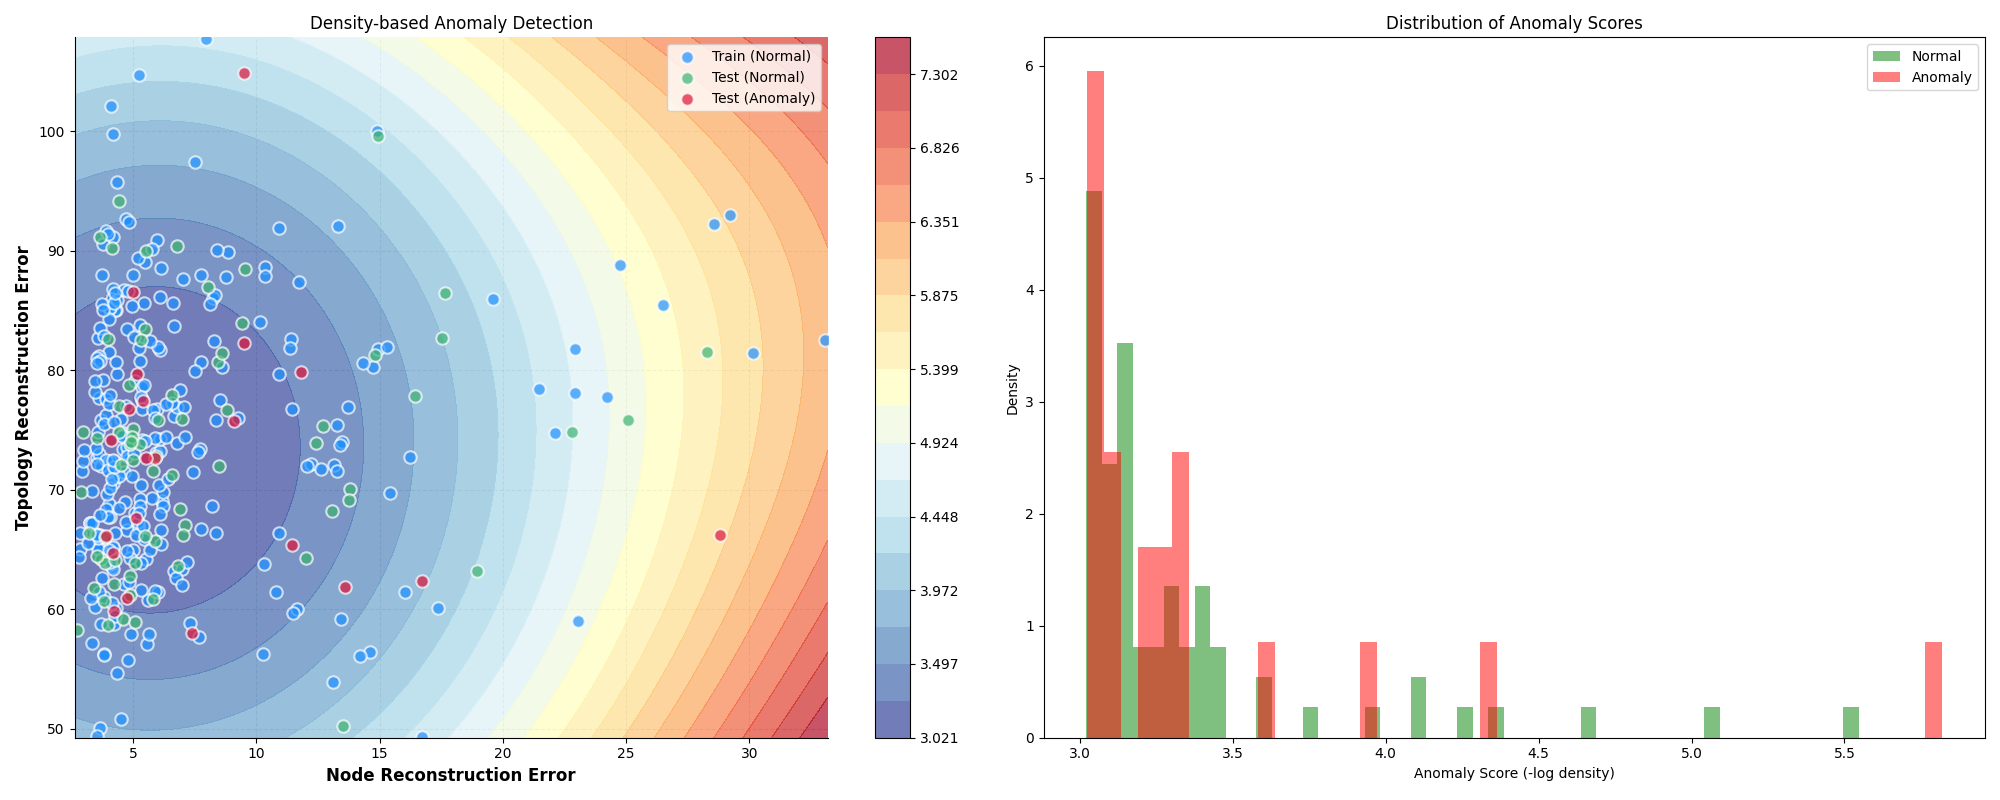 Density-based Anomaly Detection
Train (Normal)
Test (Normal)
Test (Anomaly)
Topology Reconstruction Error
100
90
80
70
60
50
5 10 15 20 25 30
Node Reconstruction Error
7.302
6.826
6.351
5.875
5.399
4.924
4.448
3.972
3.497
3.021
Distribution of Anomaly Scores
Normal
Anomaly
Density
6
5
4
3
2
1
0
3.0 3.5 4.0 4.5 5.0 5.5
Anomaly Score (-log density)